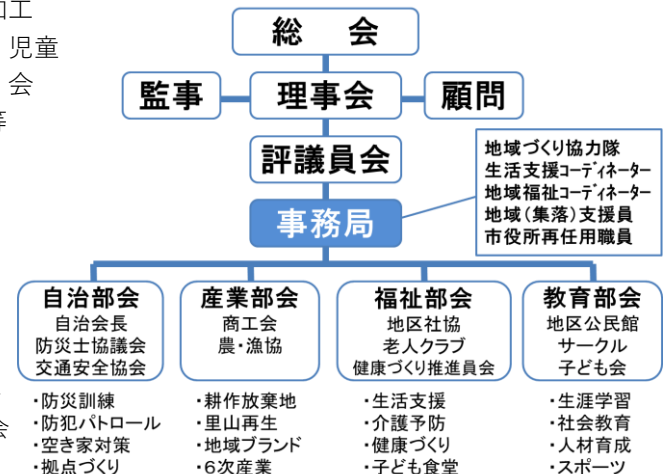 加工
児童
会
等
総　会
監事
理事会
顧問
評議員会
事務局
地域づくり協力隊
生活支援コーディネーター
地域福祉コーディネーター
地域（集落）支援員
市役所再任用職員
自治部会
自治会長
防災士協議会
交通安全協会
・防災訓練
・防犯パトロール
・空き家対策
・拠点づくり
産業部会
商工会
農・漁協
・耕作放棄地
・里山再生
・地域ブランド
・6次産業
福祉部会
地区社協
老人クラブ
健康づくり推進員会
・生活支援
・介護予防
・健康づくり
・子ども食堂
教育部会
地区公民館
サークル
子ども会
・生涯学習
・社会教育
・人材育成
・スポーツ
会